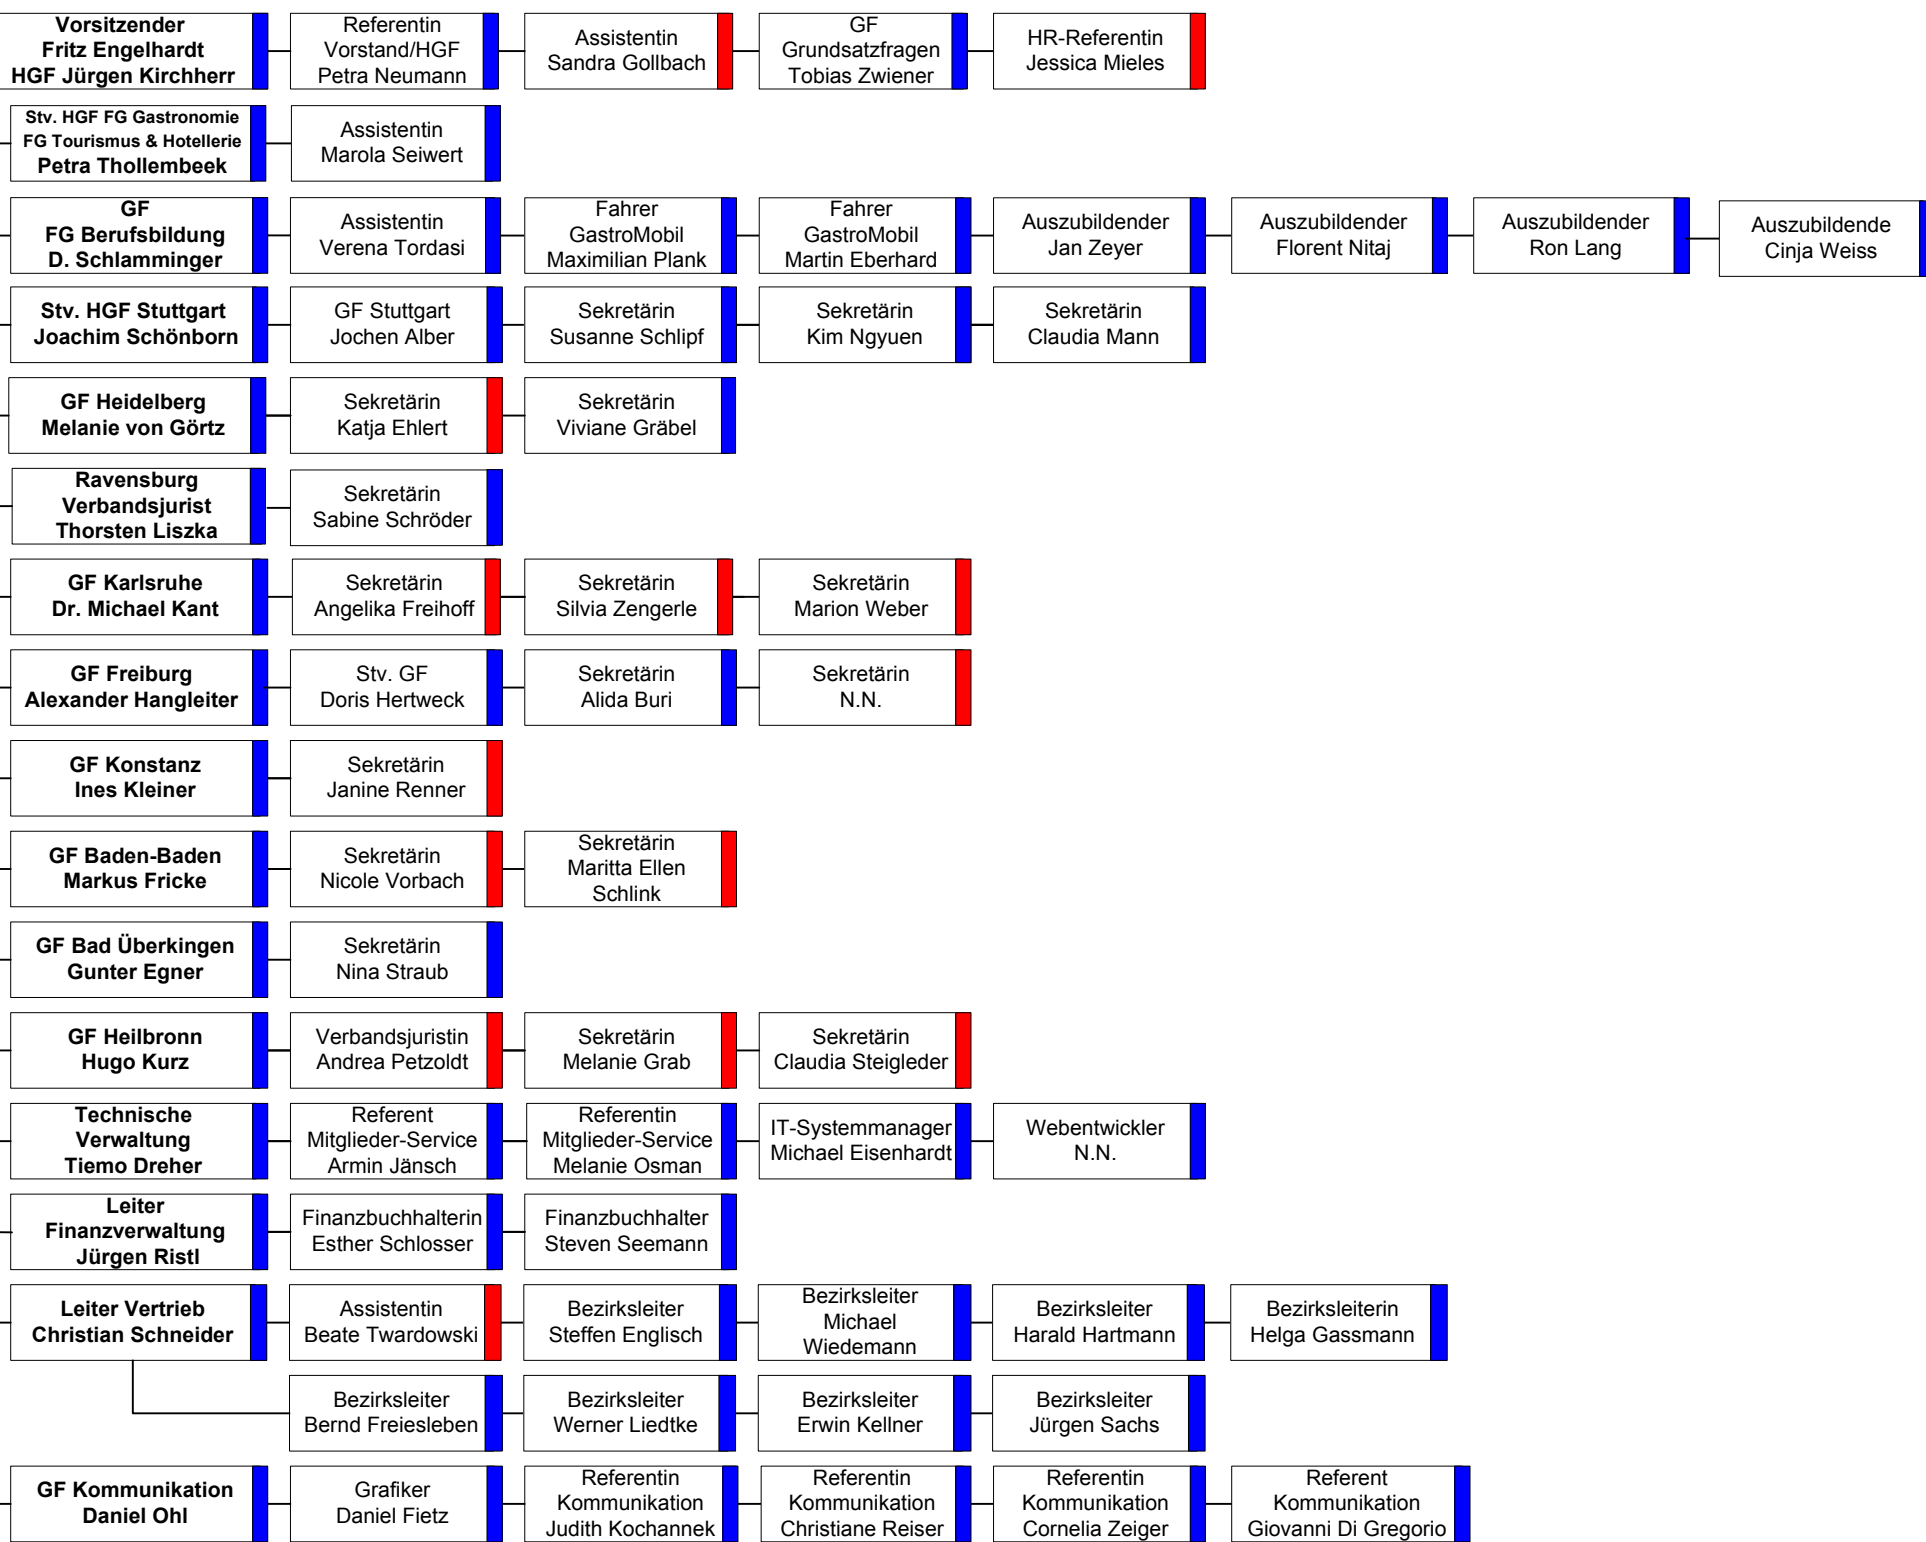 Vorsitzender
Fritz Engelhardt
HGF Jürgen Kirchherr
Referentin
Vorstand/HGF
Petra Neumann
Assistentin
Sandra Gollbach
GF
Grundsatzfragen
Tobias Zwiener
HR-Referentin
Jessica Mieles
Stv. HGF FG Gastronomie
FG Tourismus & Hotellerie
Petra Thollembeek
Assistentin
Marola Seiwert
GF
FG Berufsbildung
D. Schlamminger
Assistentin
Verena Tordasi
Fahrer
GastroMobil
Maximilian Plank
Fahrer
GastroMobil
Martin Eberhard
Auszubildender
Jan Zeyer
Auszubildender
Florent Nitaj
Auszubildender
Ron Lang
Auszubildende
Cinja Weiss
Stv. HGF Stuttgart
Joachim Schönborn
GF Stuttgart
Jochen Alber
Sekretärin
Susanne Schlipf
Sekretärin
Kim Ngyuen
Sekretärin
Claudia Mann
GF Heidelberg
Melanie von Görtz
Sekretärin
Katja Ehlert
Sekretärin
Viviane Gräbel
Ravensburg
Verbandsjurist
Thorsten Liszka
Sekretärin
Sabine Schröder
GF Karlsruhe
Dr. Michael Kant
Sekretärin
Angelika Freihoff
Sekretärin
Silvia Zengerle
Sekretärin
Marion Weber
GF Freiburg
Alexander Hangleiter
Stv. GF
Doris Hertweck
Sekretärin
Alida Buri
Sekretärin
N.N.
GF Konstanz
Ines Kleiner
Sekretärin
Janine Renner
GF Baden-Baden
Markus Fricke
Sekretärin
Nicole Vorbach
Sekretärin
Maritta Ellen
Schlink
GF Bad Überkingen
Gunter Egner
Sekretärin
Nina Straub
GF Heilbronn
Hugo Kurz
Verbandsjuristin
Andrea Petzoldt
Sekretärin
Melanie Grab
Sekretärin
Claudia Steigleder
Technische
Verwaltung
Tiemo Dreher
Referent
Mitglieder-Service
Armin Jänsch
Referentin
Mitglieder-Service
Melanie Osman
IT-Systemmanager
Michael Eisenhardt
Webentwickler
N.N.
Leiter
Finanzverwaltung
Jürgen Ristl
Finanzbuchhalterin
Esther Schlosser
Finanzbuchhalter
Steven Seemann
Leiter Vertrieb
Christian Schneider
Assistentin
Beate Twardowski
Bezirksleiter
Steffen Englisch
Bezirksleiter
Michael
Wiedemann
Bezirksleiter
Harald Hartmann
Bezirksleiterin
Helga Gassmann
Bezirksleiter
Bernd Freiesleben
Bezirksleiter
Werner Liedtke
Bezirksleiter
Erwin Kellner
Bezirksleiter
Jürgen Sachs
GF Kommunikation
Daniel Ohl
Grafiker
Daniel Fietz
Referentin
Kommunikation
Judith Kochannek
Referentin
Kommunikation
Christiane Reiser
Referentin
Kommunikation
Cornelia Zeiger
Referent
Kommunikation
Giovanni Di Gregorio